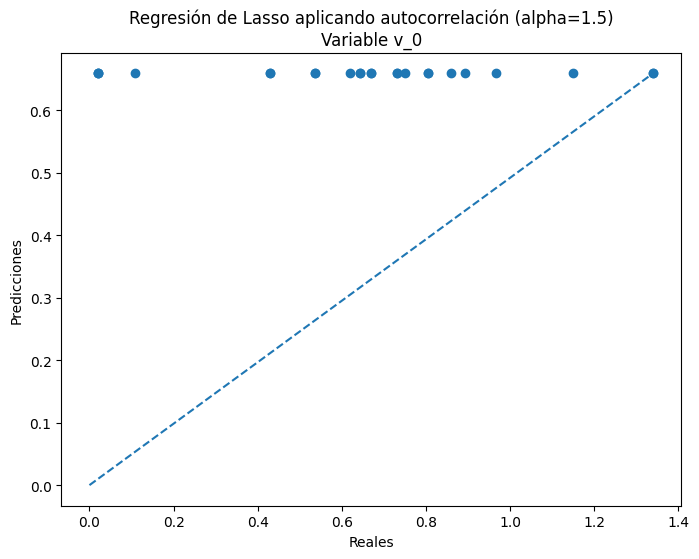 Regresión de Lasso aplicando autocorrelación (alpha=1.5)
Variable v_0
Predicciones
0.6
0.5
0.4
0.3
0.2
0.1
0.0
0.0 0.2 0.4 0.6 0.8 1.0 1.2 1.4
Reales